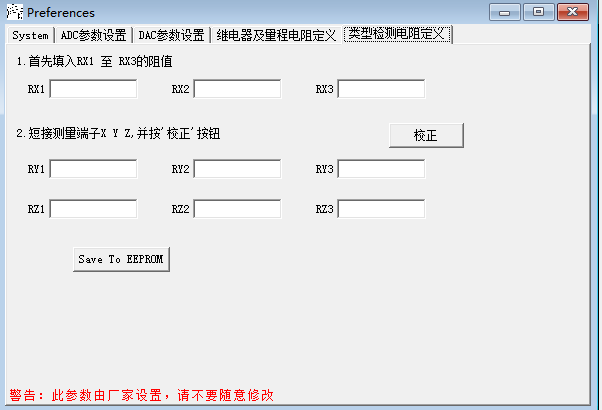 Preferences
System ADC参数设置 DAC参数设置 继电器及量程电阻定义 类型检测电阻定义
1.首先填入RX1 至 RX3的阻值
RX1 RX2 RX3
2.短接测量端子X Y Z,并按'校正'按钮 校正
RY1 RY2 RY3
RZ1 RZ2 RZ3
Save To EEPROM
警告：此参数由厂家设置，请不要随意修改